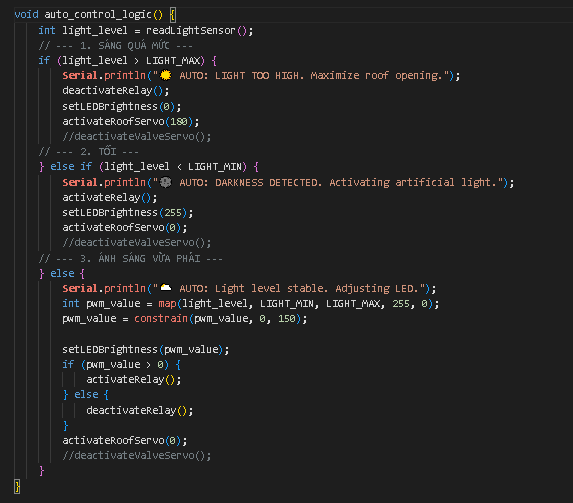 void auto_control_logic() {
    int light_level = readLightSensor();
    // --- 1. SÁNG QUÁ MỨC ---
    if (light_level > LIGHT_MAX) {
        Serial.println("☀️ AUTO: LIGHT TOO HIGH. Maximize roof opening.");
        deactivateRelay();
        setLEDBrightness(0);
        activateRoofServo(180);
        //deactivateValveServo();
    // --- 2. TỐI ---
    } else if (light_level < LIGHT_MIN) {
        Serial.println("🌑 AUTO: DARKNESS DETECTED. Activating artificial light.");
        activateRelay();
        setLEDBrightness(255);
        activateRoofServo(0);
        //deactivateValveServo();
    // --- 3. ÁNH SÁNG VỪA PHẢI ---
    } else {
        Serial.println("🌥️ AUTO: Light level stable. Adjusting LED.");
        int pwm_value = map(light_level, LIGHT_MIN, LIGHT_MAX, 255, 0);
        pwm_value = constrain(pwm_value, 0, 150);

        setLEDBrightness(pwm_value);
        if (pwm_value > 0) {
            activateRelay();
        } else {
            deactivateRelay();
        }
        activateRoofServo(0);
        //deactivateValveServo();
    }
}